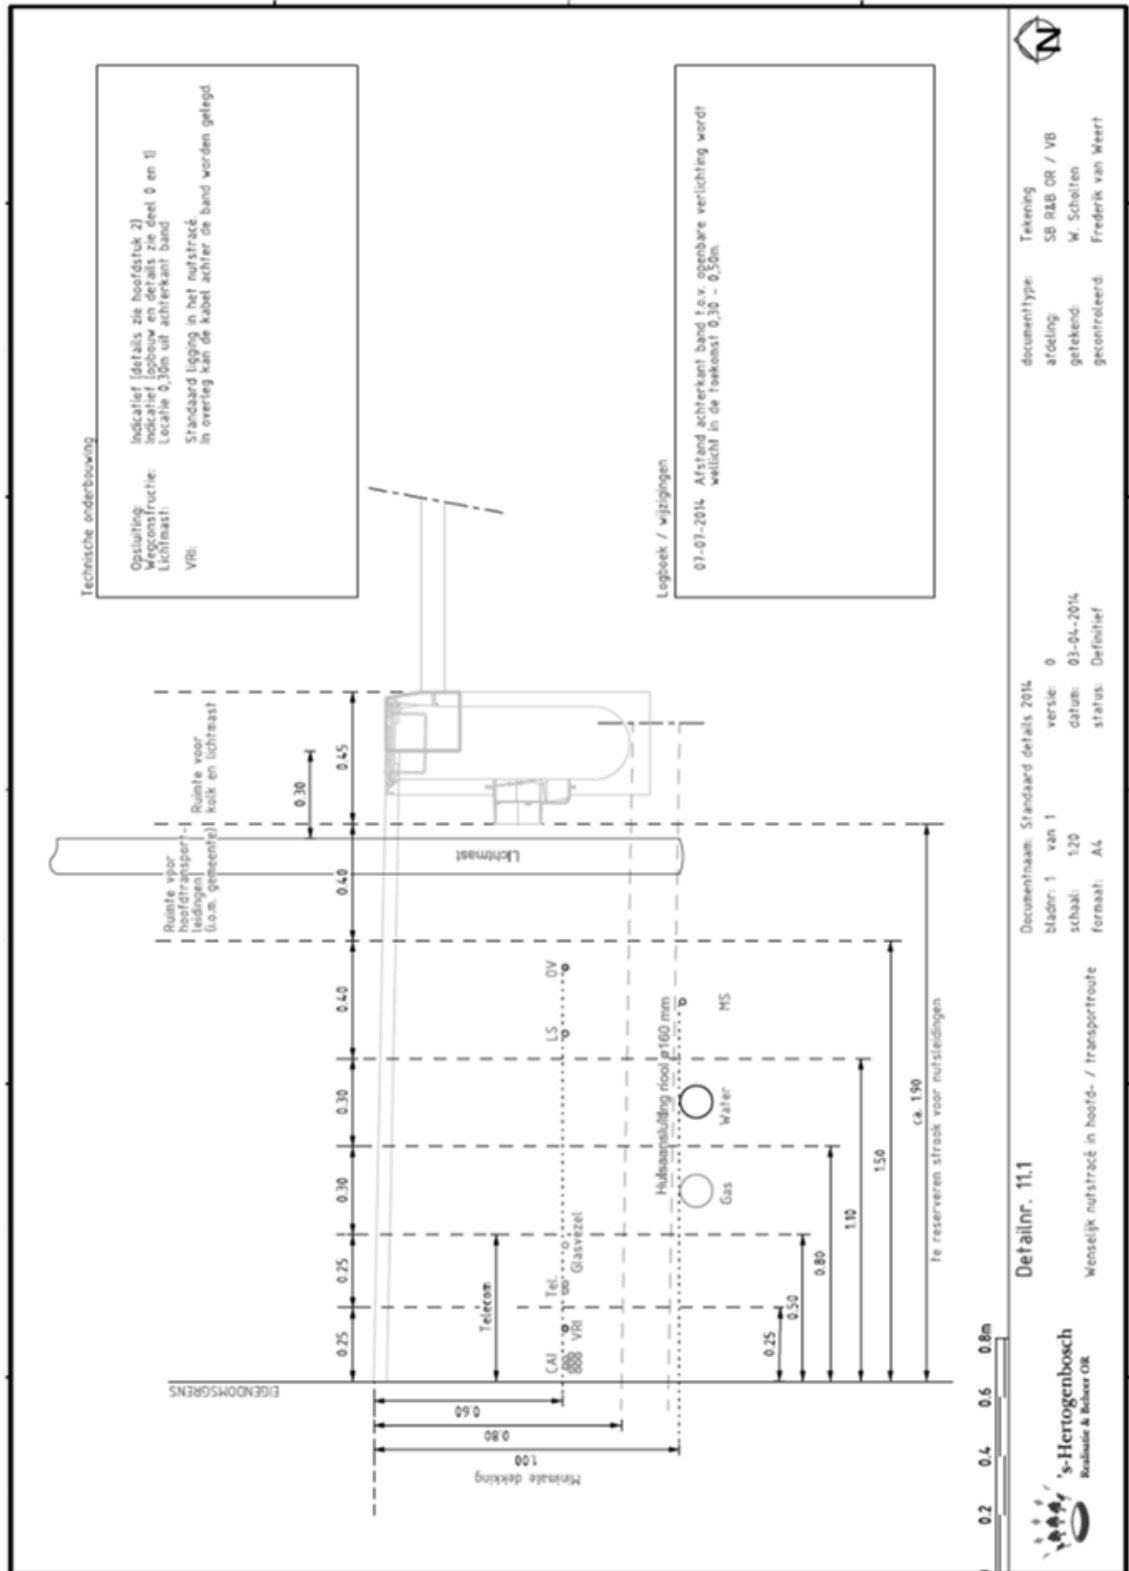 Technische onderbouwing
Opsluiting: Indicatief (details zie hoofdstuk 2)
Wegconstructie: Indicatief (opbouw en details zie deel 0 en 1)
Lichtmast: Locatie 0,30m uit achterkant band
VRI: Standaard ligging in het nutstracé.
In overleg kan de kabel achter de band worden gelegd.
Logboek / wijzigingen
07-07-2014 Afstand achterkant band t.o.v. openbare verlichting wordt
wellicht in de toekomst 0,30 - 0,50m.
Ruimte voor
hoofdtransport-
leidingen
(i.o.m. gemeente)
Ruimte voor
kolk en lichtmast
EIGENDOMSGRENS
0.30
0.25
0.25
0.30
0.30
0.40
0.40
0.45
Lichtmast
Telecom
CAI
Tel.
LS
OV
VRI
Glasvezel
Huisaansluiting riool ø160 mm
Gas
Water
MS
0.60
0.80
1.00
Minimale dekking
0.25
0.50
0.80
1.10
1.50
ca. 1.90
te reserveren strook voor nutsleidingen
0.2 0.4 0.6 0.8m
's-Hertogenbosch
Realisatie & Beheer OR
Detailnr. 11.1
Wenselijk nutstracé in hoofd- / transportroute
Documentnaam: Standaard details 2014
bladnr: 1 van 1 versie: 0
schaal: 1:20 datum: 03-04-2014
formaat: A4 status: Definitief
documenttype: Tekening
afdeling: SB R&B OR / VB
getekend: W. Scholten
gecontroleerd: Frederik van Weert
N